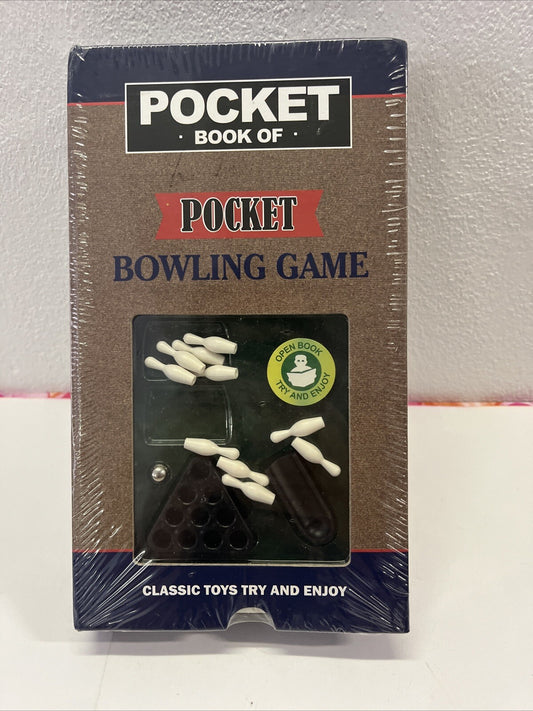 POCKET
· BOOK OF ·
POCKET
BOWLING GAME
OPEN BOOK
TRY AND ENJOY
CLASSIC TOYS TRY AND ENJOY